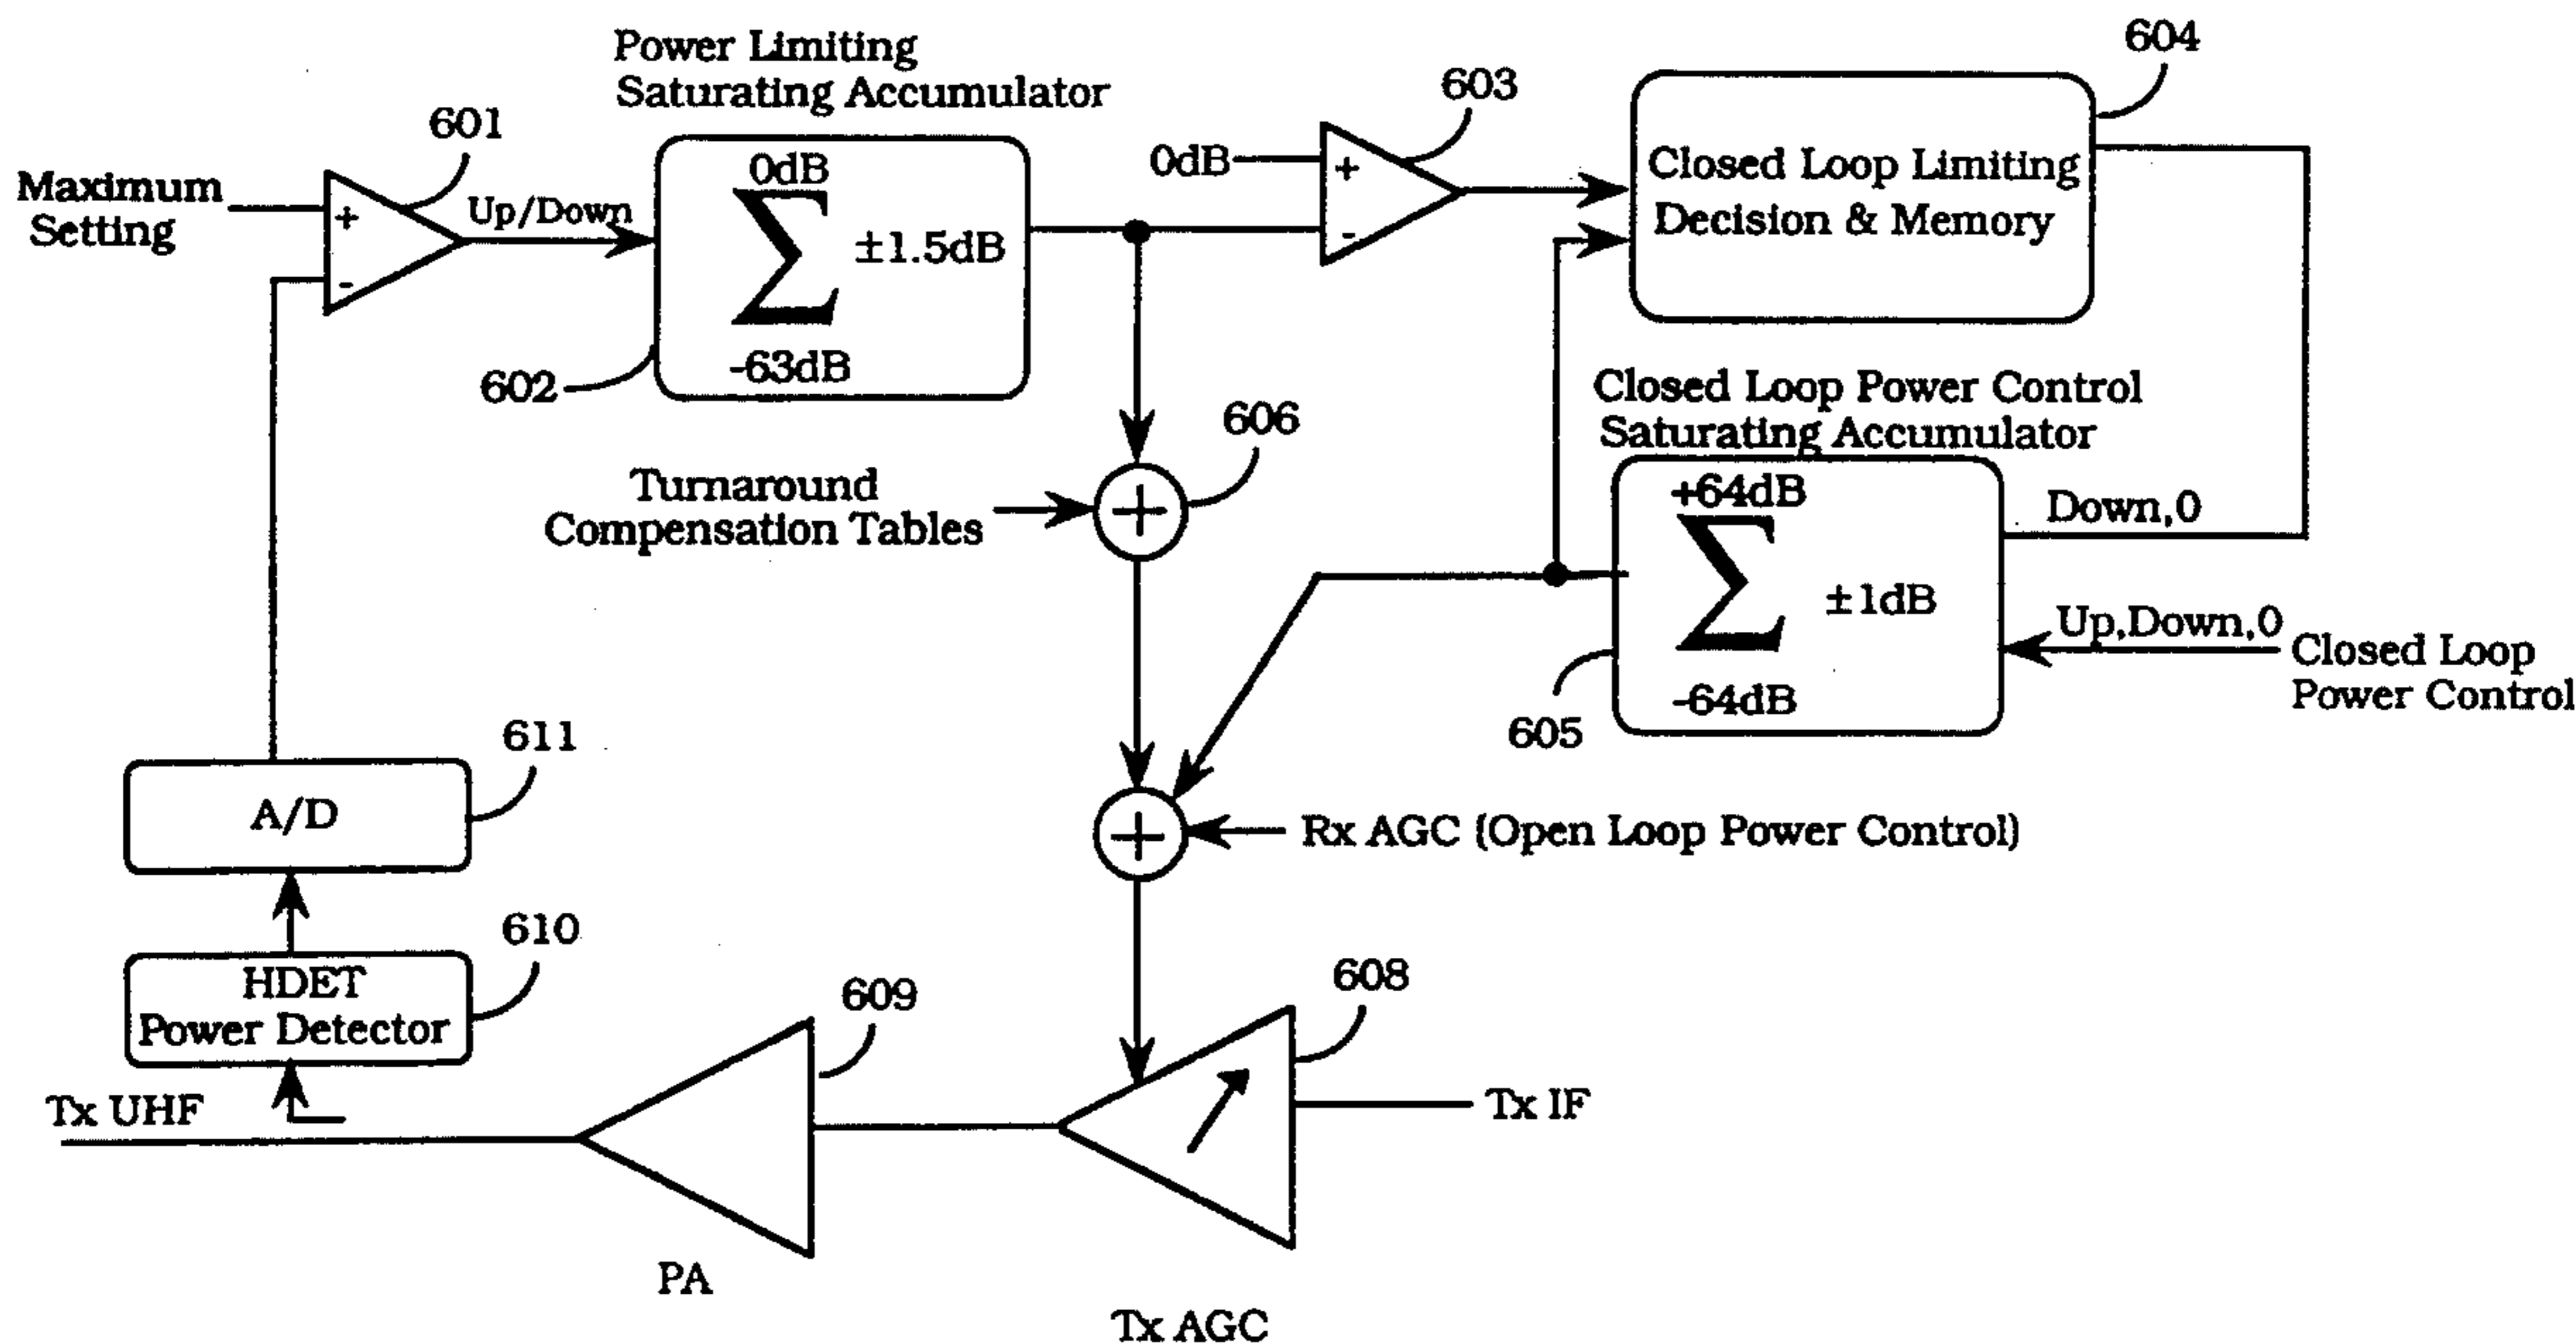 Power Limiting
Saturating Accumulator
604
603
601
Maximum
Setting
+
-
Up/Down
0dB
∑ ±1.5dB
-63dB
602
0dB
+
-
Closed Loop Limiting
Decision & Memory
Closed Loop Power Control
Saturating Accumulator
606
Turnaround
Compensation Tables
+
+64dB
∑ ±1dB
-64dB
605
Down,0
Up,Down,0
Closed Loop
Power Control
611
A/D
+
Rx AGC (Open Loop Power Control)
610
HDET
Power Detector
609
608
Tx UHF
Tx IF
PA
Tx AGC